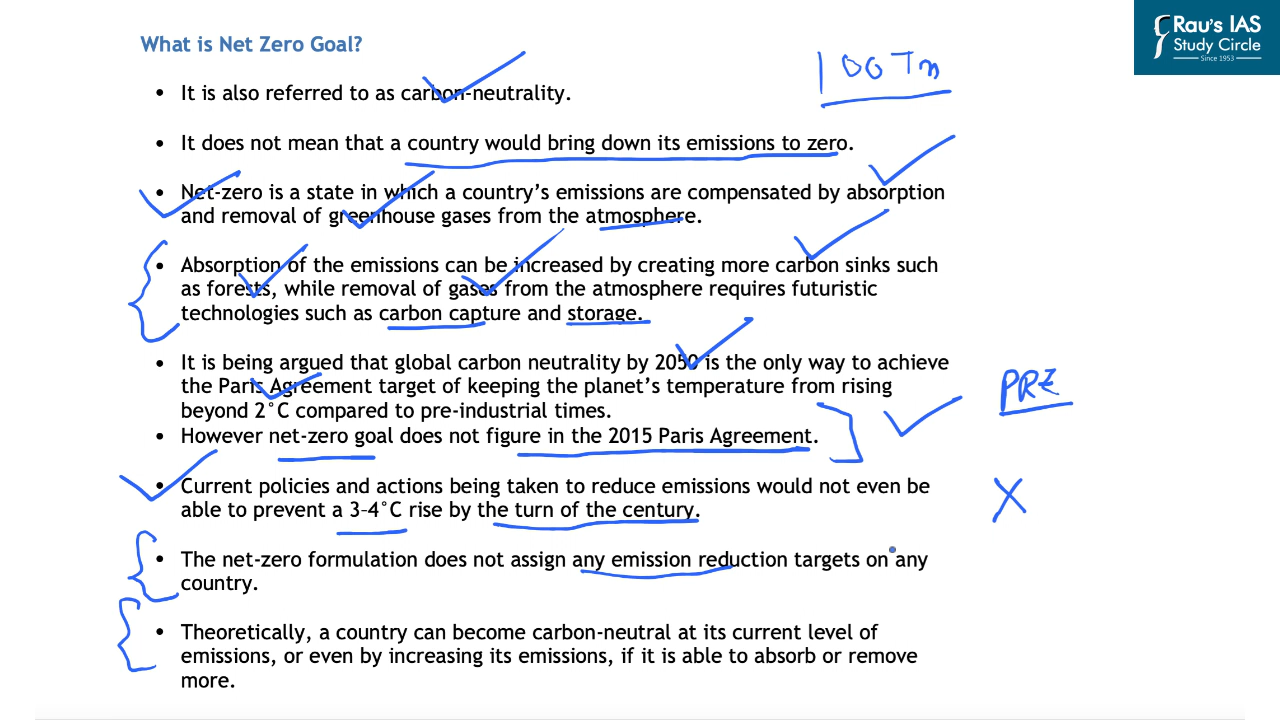 Rau's IAS
Study Circle
Since 1953
What is Net Zero Goal?
100 Tn
• It is also referred to as carbon-neutrality.
• It does not mean that a country would bring down its emissions to zero.
• Net-zero is a state in which a country's emissions are compensated by absorption
and removal of greenhouse gases from the atmosphere.
• Absorption of the emissions can be increased by creating more carbon sinks such
as forests, while removal of gases from the atmosphere requires futuristic
technologies such as carbon capture and storage.
• It is being argued that global carbon neutrality by 2050 is the only way to achieve
the Paris Agreement target of keeping the planet's temperature from rising
beyond 2°C compared to pre-industrial times.
PRE
• However net-zero goal does not figure in the 2015 Paris Agreement.
• Current policies and actions being taken to reduce emissions would not even be
able to prevent a 3–4°C rise by the turn of the century.
• The net-zero formulation does not assign any emission reduction targets on any
country.
• Theoretically, a country can become carbon-neutral at its current level of
emissions, or even by increasing its emissions, if it is able to absorb or remove
more.